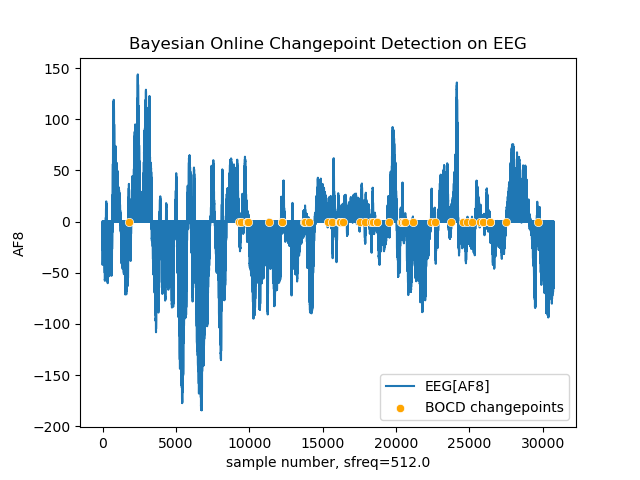 Bayesian Online Changepoint Detection on EEG
150
100
50
0
−50
−100
−150
−200
AF8
EEG[AF8]
BOCD changepoints
0 5000 10000 15000 20000 25000 30000
sample number, sfreq=512.0